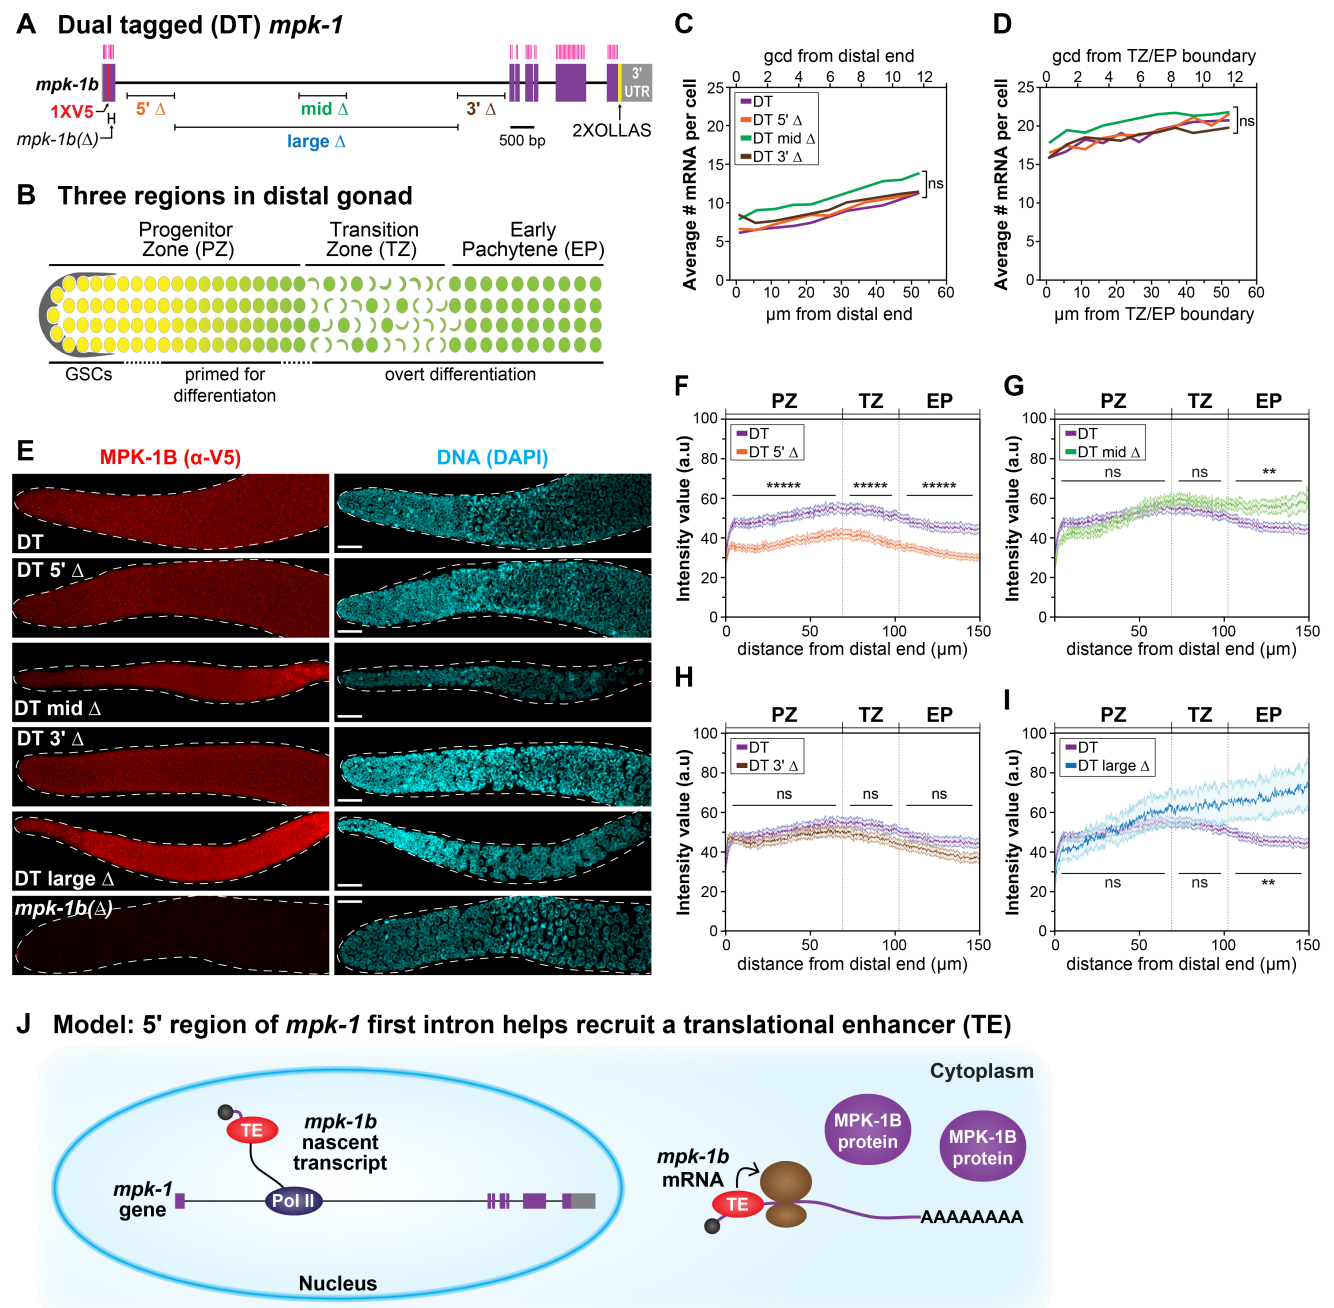 A Dual tagged (DT) mpk-1
mpk-1b
3'
UTR
1XV5
5' Δ
mid Δ
3' Δ
mpk-1b(Δ)
large Δ
500 bp
2XOLLAS
B Three regions in distal gonad
Progenitor
Zone (PZ)
Transition
Zone (TZ)
Early
Pachytene (EP)
GSCs
primed for
differentiaton
overt differentiation
C
gcd from distal end
0 2 4 6 8 10 12
Average # mRNA per cell
25
20
15
10
5
0
DT
DT 5' Δ
DT mid Δ
DT 3' Δ
ns
0 10 20 30 40 50 60
µm from distal end
D
gcd from TZ/EP boundary
0 2 4 6 8 10 12
Average # mRNA per cell
25
20
15
10
5
0
ns
0 10 20 30 40 50 60
µm from TZ/EP boundary
E
MPK-1B (α-V5)
DNA (DAPI)
DT
DT 5' Δ
DT mid Δ
DT 3' Δ
DT large Δ
mpk-1b(Δ)
F
PZ TZ EP
Intensity value (a.u)
100
80
60
40
20
0
DT
DT 5' Δ
***** ***** *****
0 50 100 150
distance from distal end (µm)
G
PZ TZ EP
Intensity value (a.u)
100
80
60
40
20
0
DT
DT mid Δ
ns ns **
0 50 100 150
distance from distal end (µm)
H
PZ TZ EP
Intensity value (a.u)
100
80
60
40
20
0
DT
DT 3' Δ
ns ns ns
0 50 100 150
distance from distal end (µm)
I
PZ TZ EP
Intensity value (a.u)
100
80
60
40
20
0
DT
DT large Δ
ns ns **
0 50 100 150
distance from distal end (µm)
J Model: 5' region of mpk-1 first intron helps recruit a translational enhancer (TE)
Cytoplasm
TE
mpk-1b
nascent
transcript
mpk-1
gene
Pol II
Nucleus
mpk-1b
mRNA
TE
MPK-1B
protein
MPK-1B
protein
AAAAAAAA